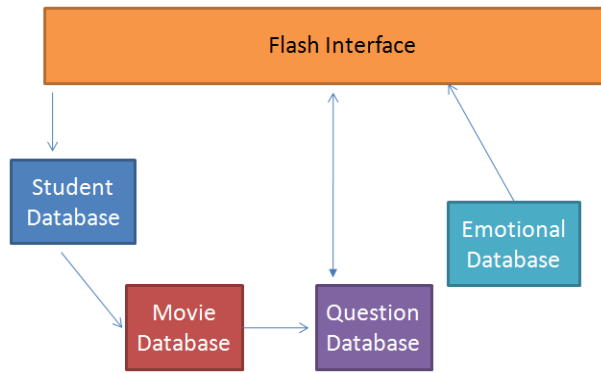 Flash Interface
Student
Database
Emotional
Database
Movie
Database
Question
Database